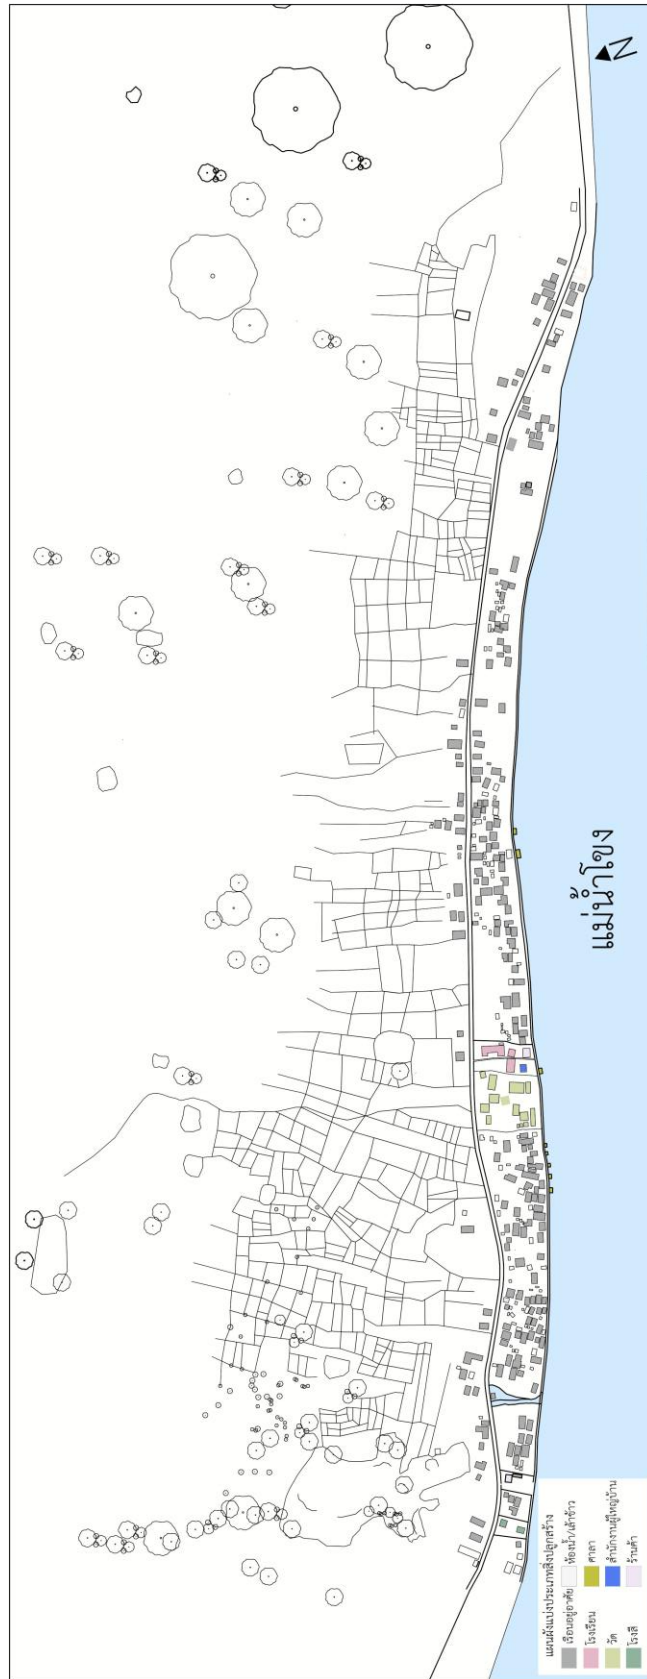 N
แม่น้ำโขง
แผนผังแบ่งประเภทสิ่งปลูกสร้าง
เรือนอยู่อาศัย
ห้องน้ำ/เล้าข้าว
โรงเรียน
ศาลา
วัด
สำนักงานผู้ใหญ่บ้าน
โรงสี
ร้านค้า